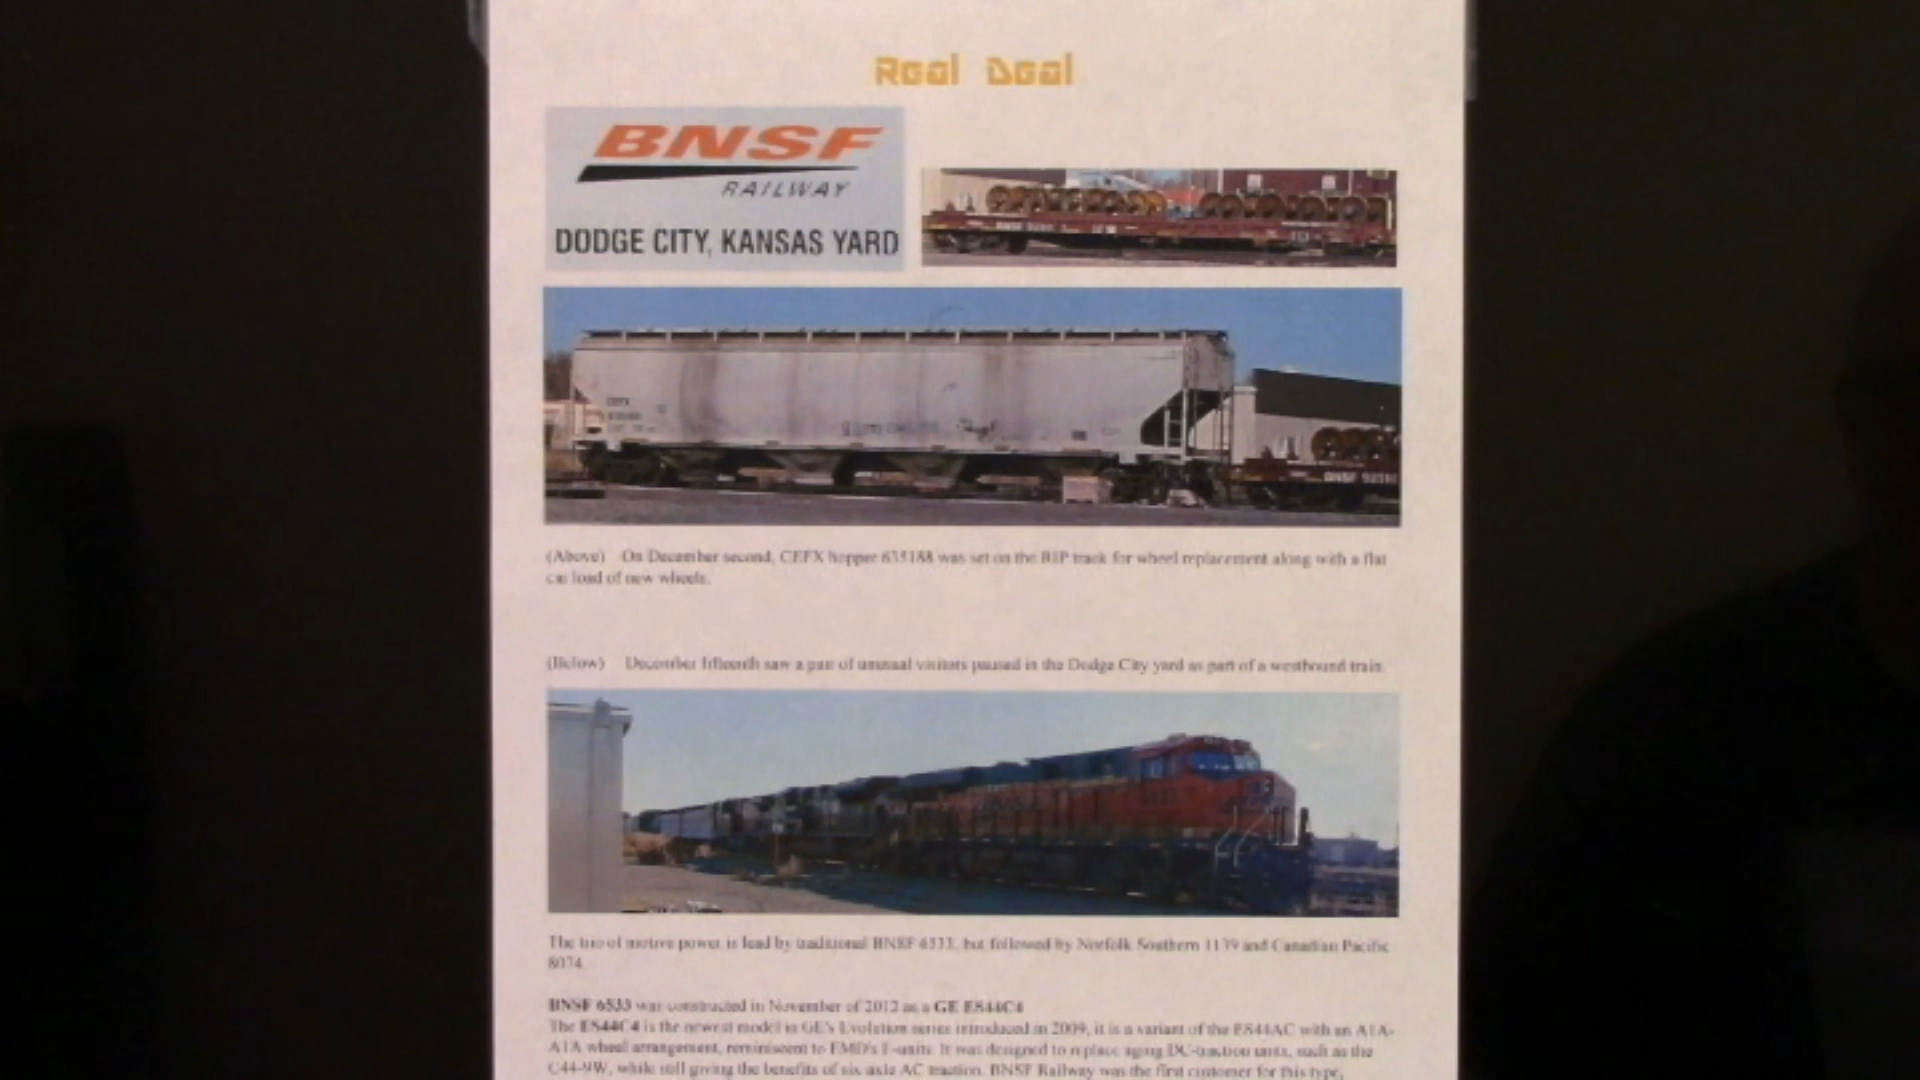 Real Deal
BNSF
RAILWAY
DODGE CITY, KANSAS YARD
(Above) On December second, CEFX hopper 635188 was set on the RIP track for wheel replacement along with a flat
car load of new wheels.
(Below) December fifteenth saw a pair of unusual visitors paused in the Dodge City yard as part of a westbound train.
The trio of motive power is lead by traditional BNSF 6533, but followed by Norfolk Southern 1139 and Canadian Pacific
8074.
BNSF 6533 was constructed in November of 2012 as a GE ES44C4
The ES44C4 is the newest model in GE's Evolution series introduced in 2009, it is a variant of the ES44AC with an A1A-
A1A wheel arrangement, reminiscent to EMD's E-units. It was designed to replace aging DC-traction units, such as the
C44-9W, while still giving the benefits of six axle AC traction. BNSF Railway was the first customer for this type,